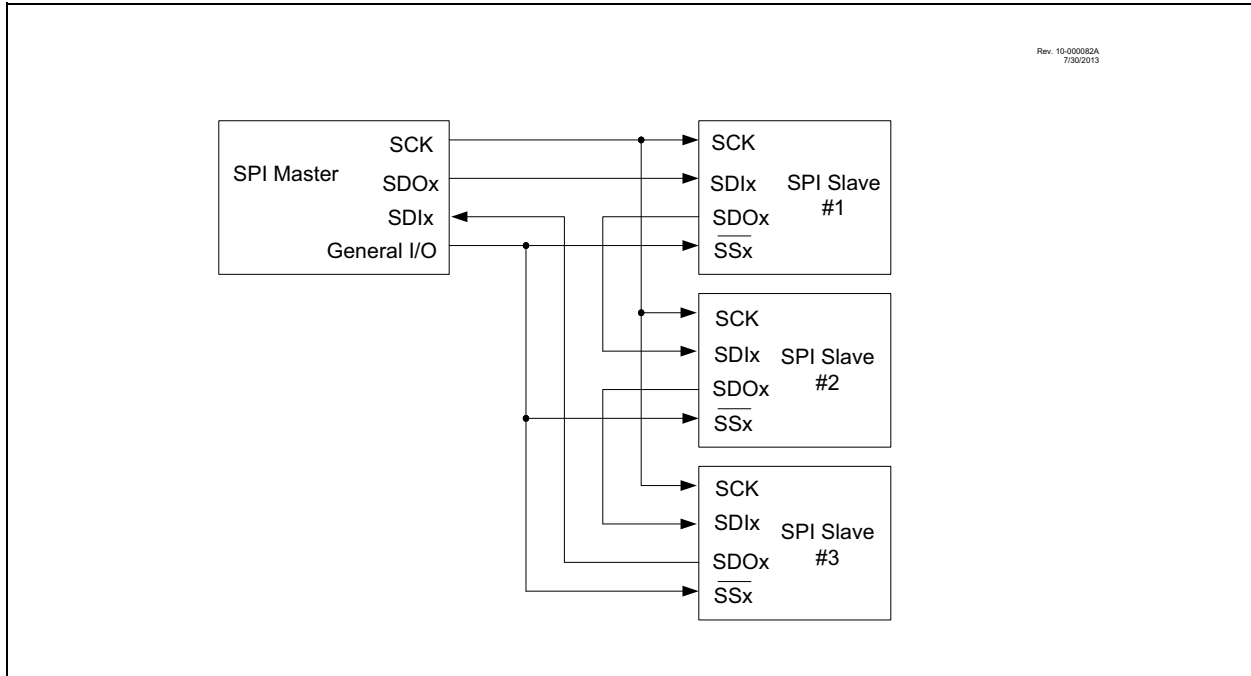 Rev. 10-000082A
7/30/2013
SPI Master
SCK
SDOx
SDIx
General I/O
SCK
SDIx
SDOx
SSx
SPI Slave
#1
SCK
SDIx
SDOx
SSx
SPI Slave
#2
SCK
SDIx
SDOx
SSx
SPI Slave
#3